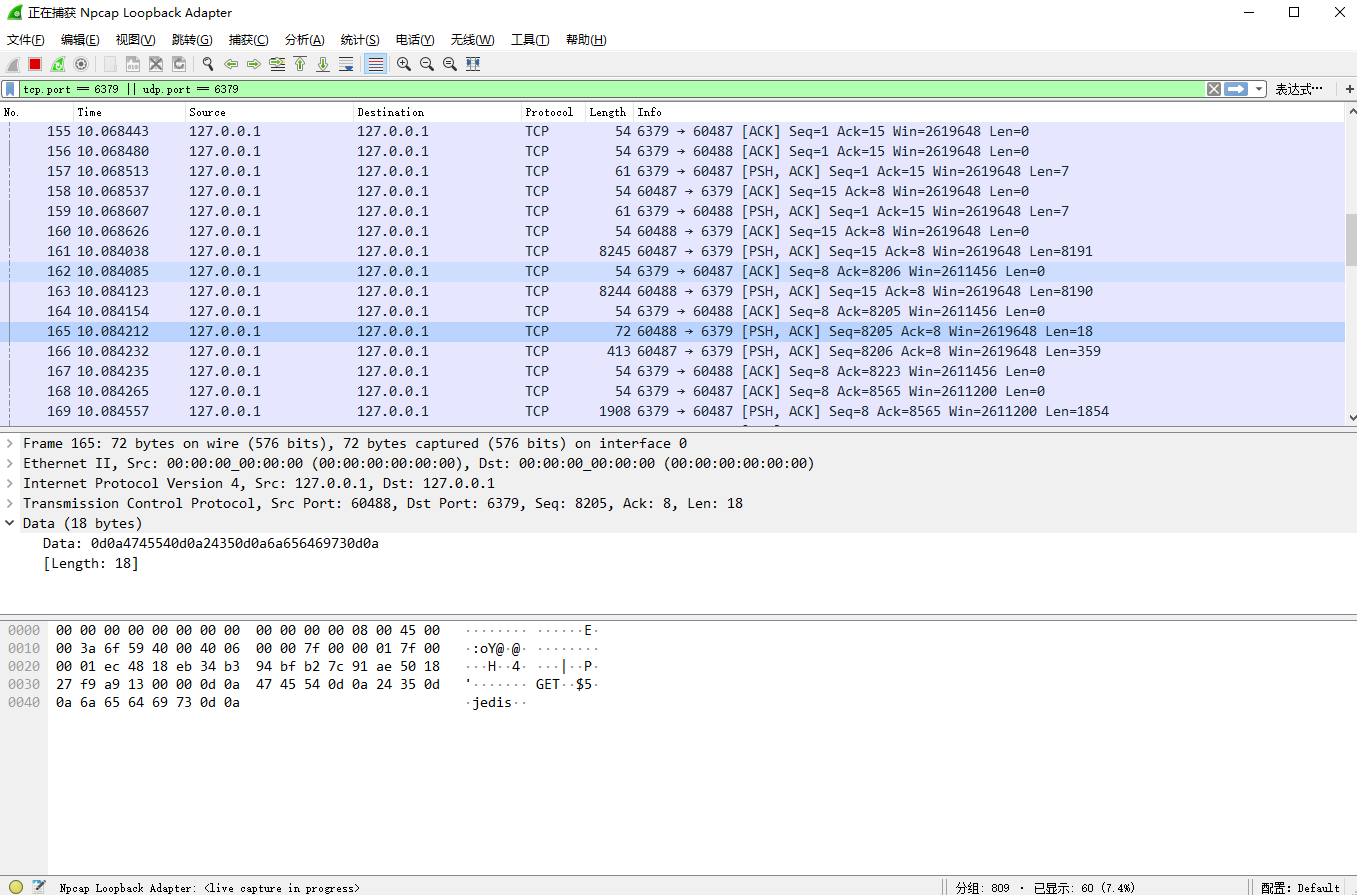 正在捕获 Npcap Loopback Adapter
文件(F) 编辑(E) 视图(V) 跳转(G) 捕获(C) 分析(A) 统计(S) 电话(Y) 无线(W) 工具(T) 帮助(H)
tcp.port == 6379 || udp.port == 6379 表达式… +
No. Time Source Destination Protocol Length Info
155 10.068443 127.0.0.1 127.0.0.1 TCP 54 6379 → 60487 [ACK] Seq=1 Ack=15 Win=2619648 Len=0
156 10.068480 127.0.0.1 127.0.0.1 TCP 54 6379 → 60488 [ACK] Seq=1 Ack=15 Win=2619648 Len=0
157 10.068513 127.0.0.1 127.0.0.1 TCP 61 6379 → 60487 [PSH, ACK] Seq=1 Ack=15 Win=2619648 Len=7
158 10.068537 127.0.0.1 127.0.0.1 TCP 54 60487 → 6379 [ACK] Seq=15 Ack=8 Win=2619648 Len=0
159 10.068607 127.0.0.1 127.0.0.1 TCP 61 6379 → 60488 [PSH, ACK] Seq=1 Ack=15 Win=2619648 Len=7
160 10.068626 127.0.0.1 127.0.0.1 TCP 54 60488 → 6379 [ACK] Seq=15 Ack=8 Win=2619648 Len=0
161 10.084038 127.0.0.1 127.0.0.1 TCP 8245 60487 → 6379 [PSH, ACK] Seq=15 Ack=8 Win=2619648 Len=8191
162 10.084085 127.0.0.1 127.0.0.1 TCP 54 6379 → 60487 [ACK] Seq=8 Ack=8206 Win=2611456 Len=0
163 10.084123 127.0.0.1 127.0.0.1 TCP 8244 60488 → 6379 [PSH, ACK] Seq=15 Ack=8 Win=2619648 Len=8190
164 10.084154 127.0.0.1 127.0.0.1 TCP 54 6379 → 60488 [ACK] Seq=8 Ack=8205 Win=2611456 Len=0
165 10.084212 127.0.0.1 127.0.0.1 TCP 72 60488 → 6379 [PSH, ACK] Seq=8205 Ack=8 Win=2619648 Len=18
166 10.084232 127.0.0.1 127.0.0.1 TCP 413 60487 → 6379 [PSH, ACK] Seq=8206 Ack=8 Win=2619648 Len=359
167 10.084235 127.0.0.1 127.0.0.1 TCP 54 6379 → 60488 [ACK] Seq=8 Ack=8223 Win=2611456 Len=0
168 10.084265 127.0.0.1 127.0.0.1 TCP 54 6379 → 60487 [ACK] Seq=8 Ack=8565 Win=2611200 Len=0
169 10.084557 127.0.0.1 127.0.0.1 TCP 1908 6379 → 60487 [PSH, ACK] Seq=8 Ack=8565 Win=2611200 Len=1854
Frame 165: 72 bytes on wire (576 bits), 72 bytes captured (576 bits) on interface 0
Ethernet II, Src: 00:00:00_00:00:00 (00:00:00:00:00:00), Dst: 00:00:00_00:00:00 (00:00:00:00:00:00)
Internet Protocol Version 4, Src: 127.0.0.1, Dst: 127.0.0.1
Transmission Control Protocol, Src Port: 60488, Dst Port: 6379, Seq: 8205, Ack: 8, Len: 18
Data (18 bytes)
Data: 0d0a4745540d0a24350d0a6a656469730d0a
[Length: 18]
0000 00 00 00 00 00 00 00 00 00 00 00 00 08 00 45 00 ········ ······E·
0010 00 3a 6f 59 40 00 40 06 00 00 7f 00 00 01 7f 00 ·:oY@·@· ········
0020 00 01 ec 48 18 eb 34 b3 94 bf b2 7c 91 ae 50 18 ···H··4· ···|··P·
0030 27 f9 a9 13 00 00 0d 0a 47 45 54 0d 0a 24 35 0d '······· GET··$5·
0040 0a 6a 65 64 69 73 0d 0a ·jedis··
Npcap Loopback Adapter: <live capture in progress> 分组: 809 · 已显示: 60 (7.4%) 配置: Default